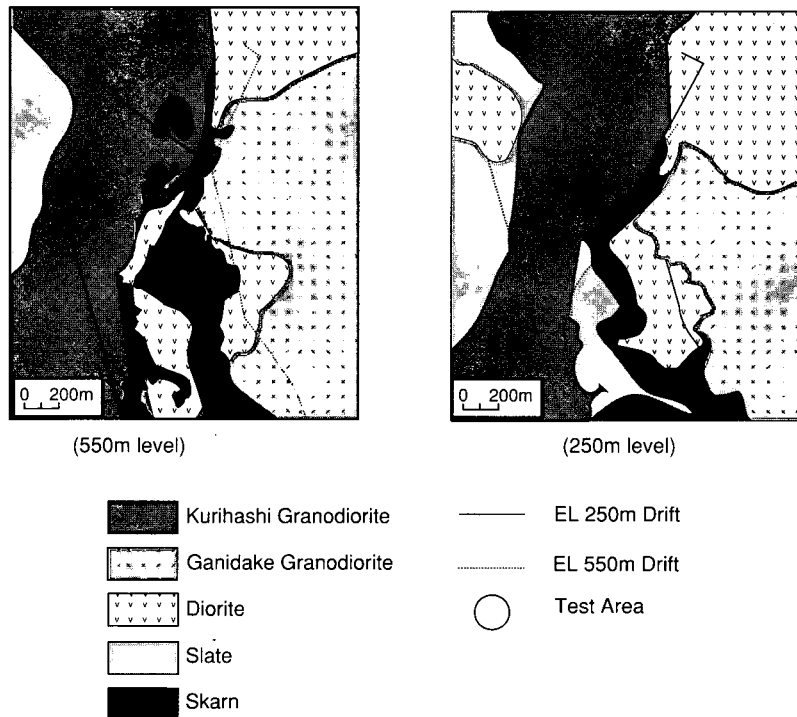 0 200m
0 200m
(550m level)
(250m level)
Kurihashi Granodiorite
Ganidake Granodiorite
Diorite
Slate
Skarn
EL 250m Drift
EL 550m Drift
Test Area